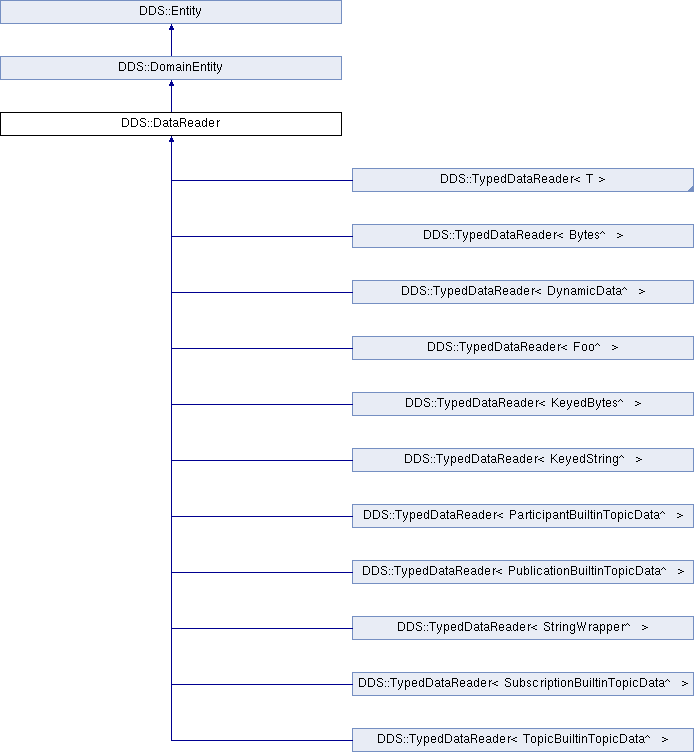 DDS::Entity
DDS::DomainEntity
DDS::DataReader
DDS::TypedDataReader< T >
DDS::TypedDataReader< Bytes^ >
DDS::TypedDataReader< DynamicData^ >
DDS::TypedDataReader< Foo^ >
DDS::TypedDataReader< KeyedBytes^ >
DDS::TypedDataReader< KeyedString^ >
DDS::TypedDataReader< ParticipantBuiltinTopicData^ >
DDS::TypedDataReader< PublicationBuiltinTopicData^ >
DDS::TypedDataReader< StringWrapper^ >
DDS::TypedDataReader< SubscriptionBuiltinTopicData^ >
DDS::TypedDataReader< TopicBuiltinTopicData^ >